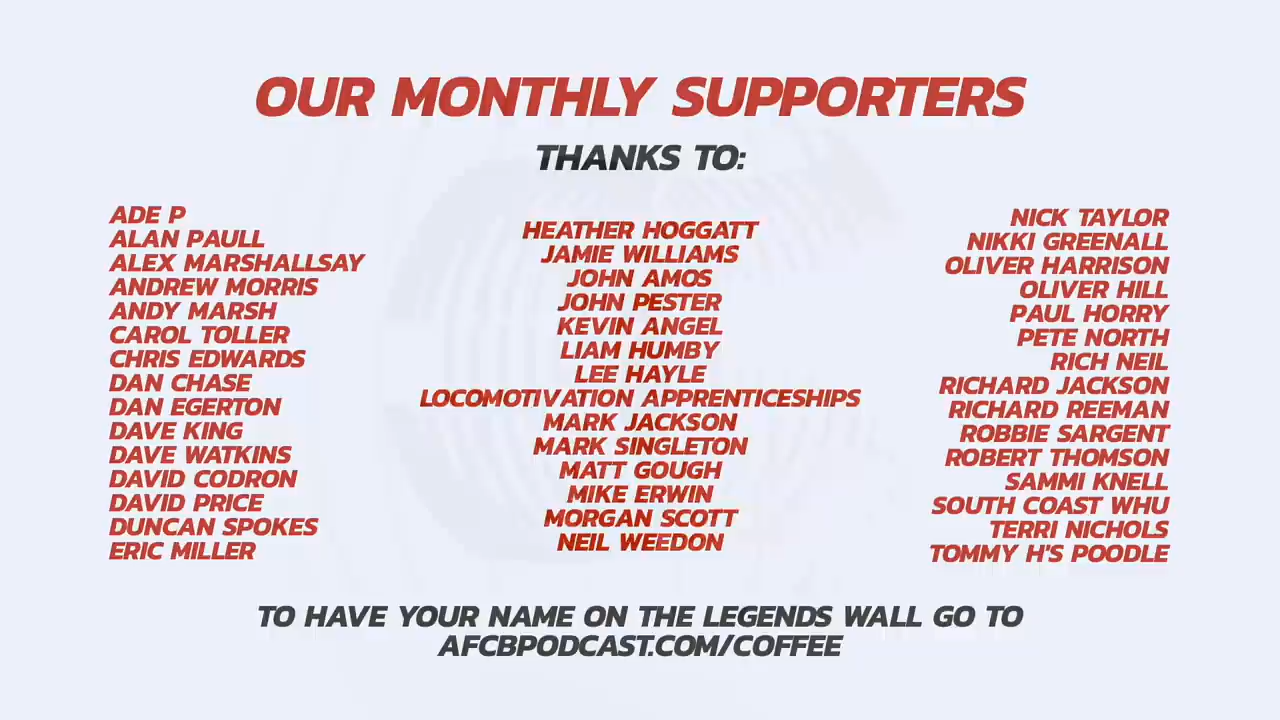 OUR MONTHLY SUPPORTERS
THANKS TO:
ADE P
ALAN PAULL
ALEX MARSHALLSAY
ANDREW MORRIS
ANDY MARSH
CAROL TOLLER
CHRIS EDWARDS
DAN CHASE
DAN EGERTON
DAVE KING
DAVE WATKINS
DAVID CODRON
DAVID PRICE
DUNCAN SPOKES
ERIC MILLER
HEATHER HOGGATT
JAMIE WILLIAMS
JOHN AMOS
JOHN PESTER
KEVIN ANGEL
LIAM HUMBY
LEE HAYLE
LOCOMOTIVATION APPRENTICESHIPS
MARK JACKSON
MARK SINGLETON
MATT GOUGH
MIKE ERWIN
MORGAN SCOTT
NEIL WEEDON
NICK TAYLOR
NIKKI GREENALL
OLIVER HARRISON
OLIVER HILL
PAUL HORRY
PETE NORTH
RICH NEIL
RICHARD JACKSON
RICHARD REEMAN
ROBBIE SARGENT
ROBERT THOMSON
SAMMI KNELL
SOUTH COAST WHU
TERRI NICHOLS
TOMMY H'S POODLE
TO HAVE YOUR NAME ON THE LEGENDS WALL GO TO
AFCBPODCAST.COM/COFFEE